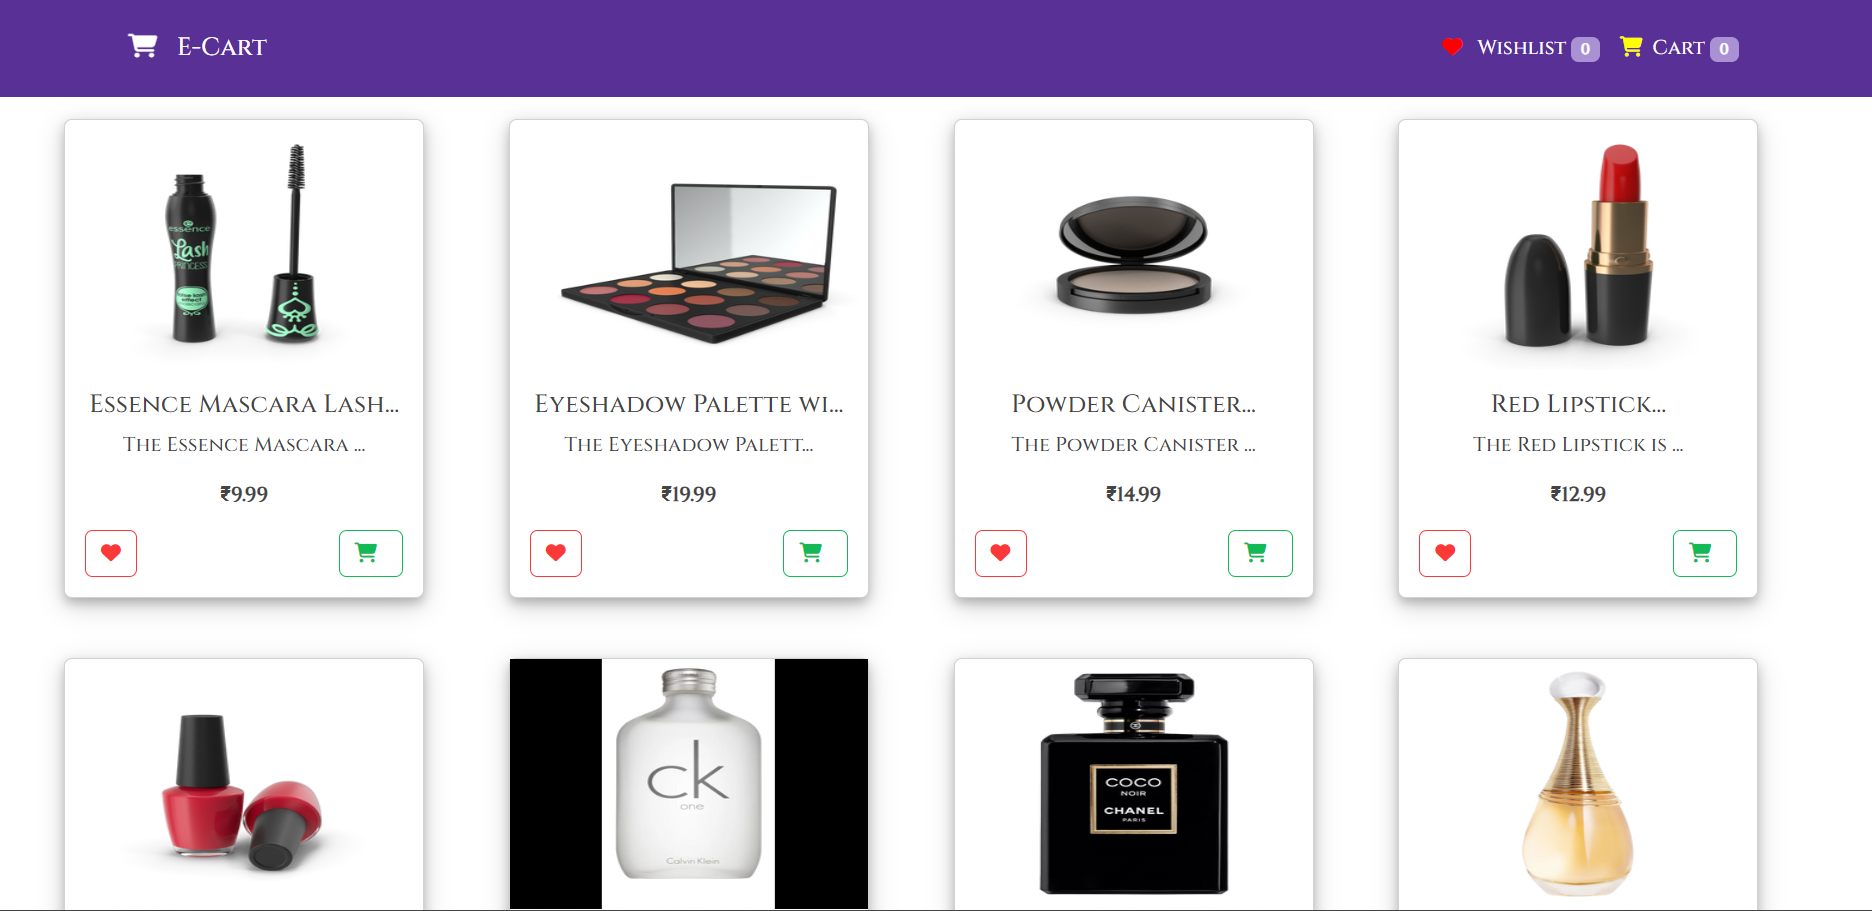 E-Cart
Wishlist 0 Cart 0
essence
Lash
PRINCESS
Essence Mascara Lash...
The Essence Mascara ...
₹9.99
Eyeshadow Palette wi...
The Eyeshadow Palett...
₹19.99
Powder Canister...
The Powder Canister ...
₹14.99
Red Lipstick...
The Red Lipstick is ...
₹12.99
ck
one
Calvin Klein
COCO
NOIR
CHANEL
PARIS